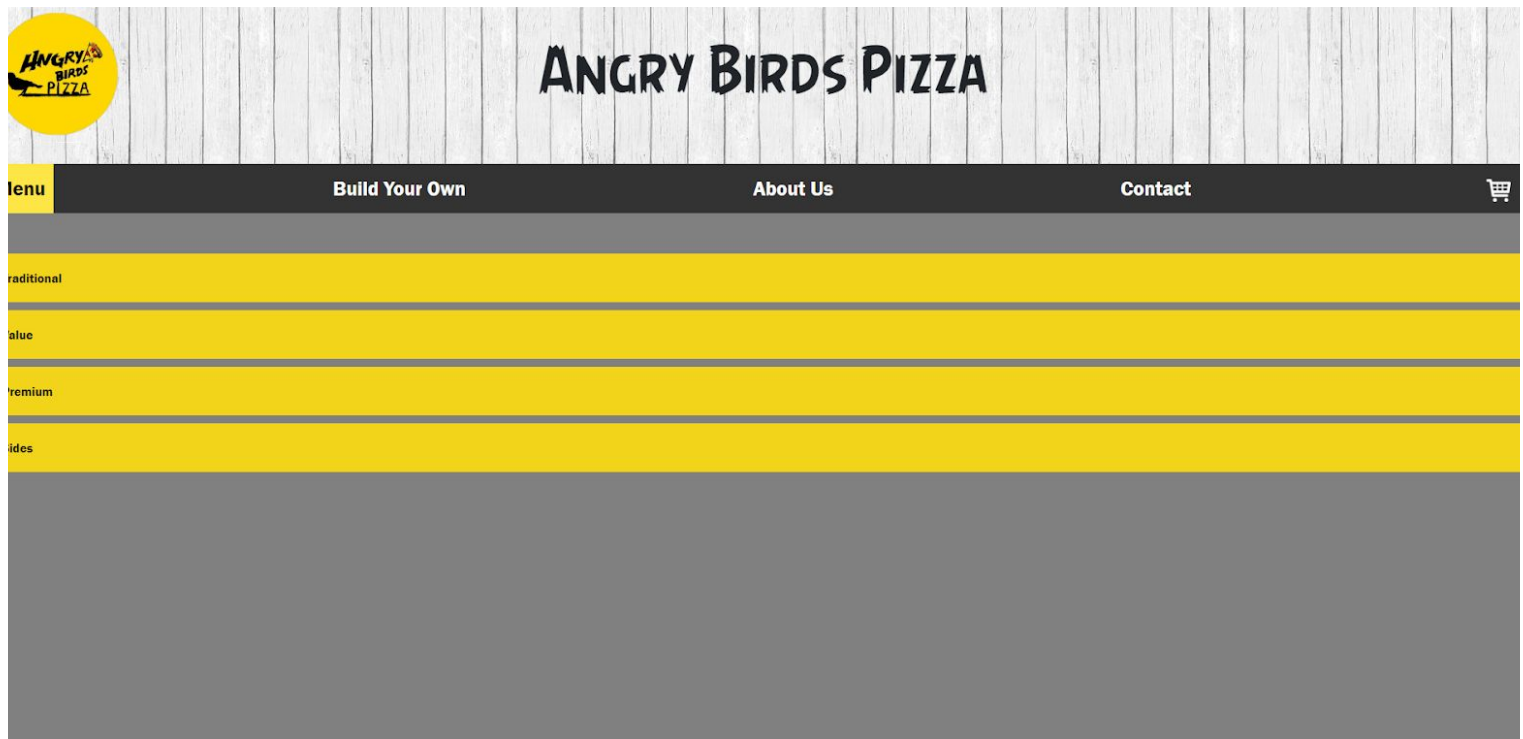 ANGRY
BIRDS
PIZZA
ANGRY BIRDS PIZZA
lenu Build Your Own About Us Contact
raditional
alue
remium
ides